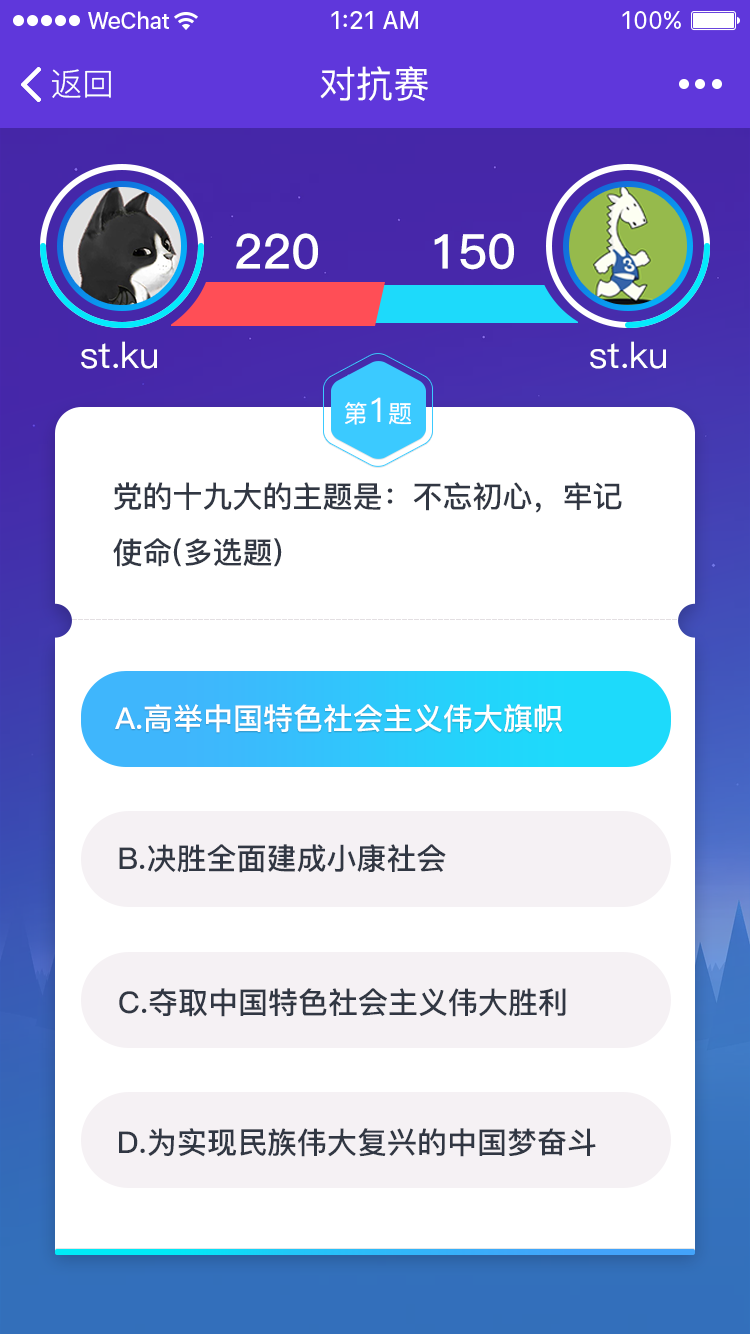 WeChat 1:21 AM 100%
返回 对抗赛
220 150
3
st.ku st.ku
第1题
党的十九大的主题是：不忘初心，牢记
使命(多选题)
A.高举中国特色社会主义伟大旗帜
B.决胜全面建成小康社会
C.夺取中国特色社会主义伟大胜利
D.为实现民族伟大复兴的中国梦奋斗